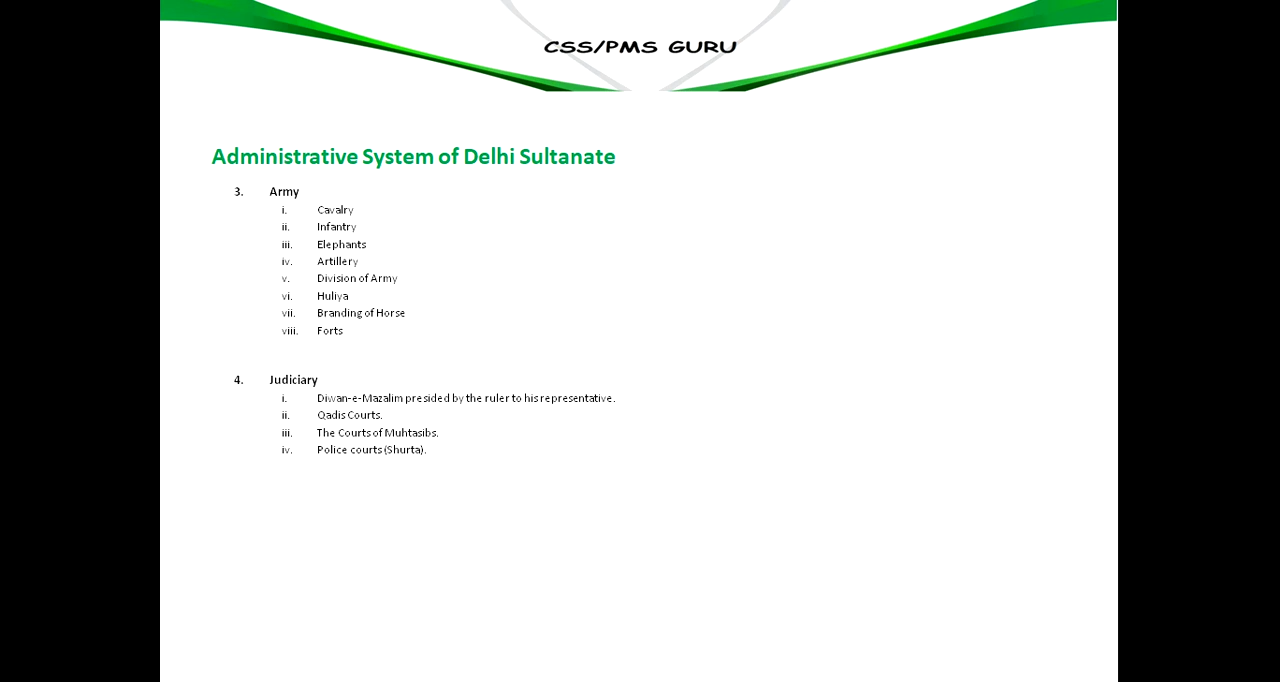 CSS/PMS GURU
Administrative System of Delhi Sultanate
3. Army
i. Cavalry
ii. Infantry
iii. Elephants
iv. Artillery
v. Division of Army
vi. Huliya
vii. Branding of Horse
viii. Forts
4. Judiciary
i. Diwan-e-Mazalim presided by the ruler to his representative.
ii. Qadis Courts.
iii. The Courts of Muhtasibs.
iv. Police courts (Shurta).